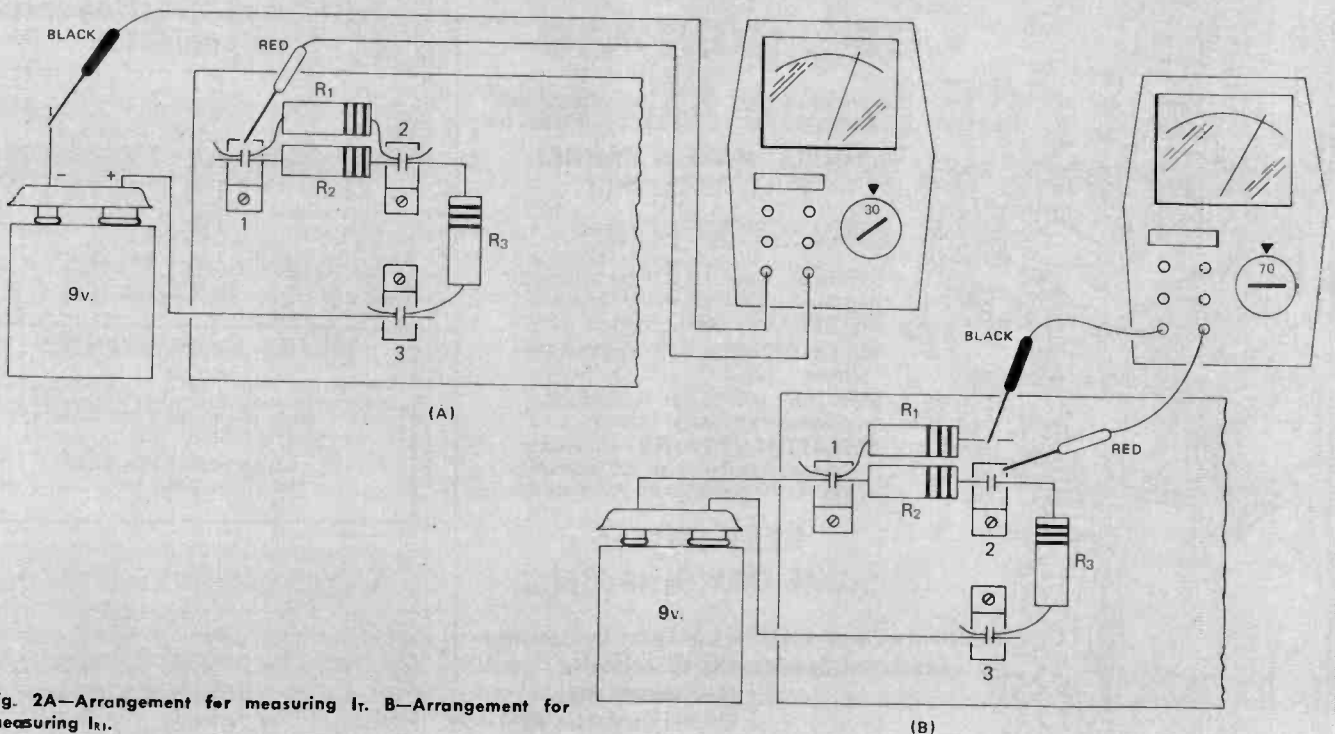 BLACK
RED
R1
2
R2
1
R3
- +
9v.
3
30
(A)
70
BLACK
RED
R1
1
R2
2
R3
9v.
3
(B)
g. 2A—Arrangement for measuring IT. B—Arrangement for
measuring IR1.